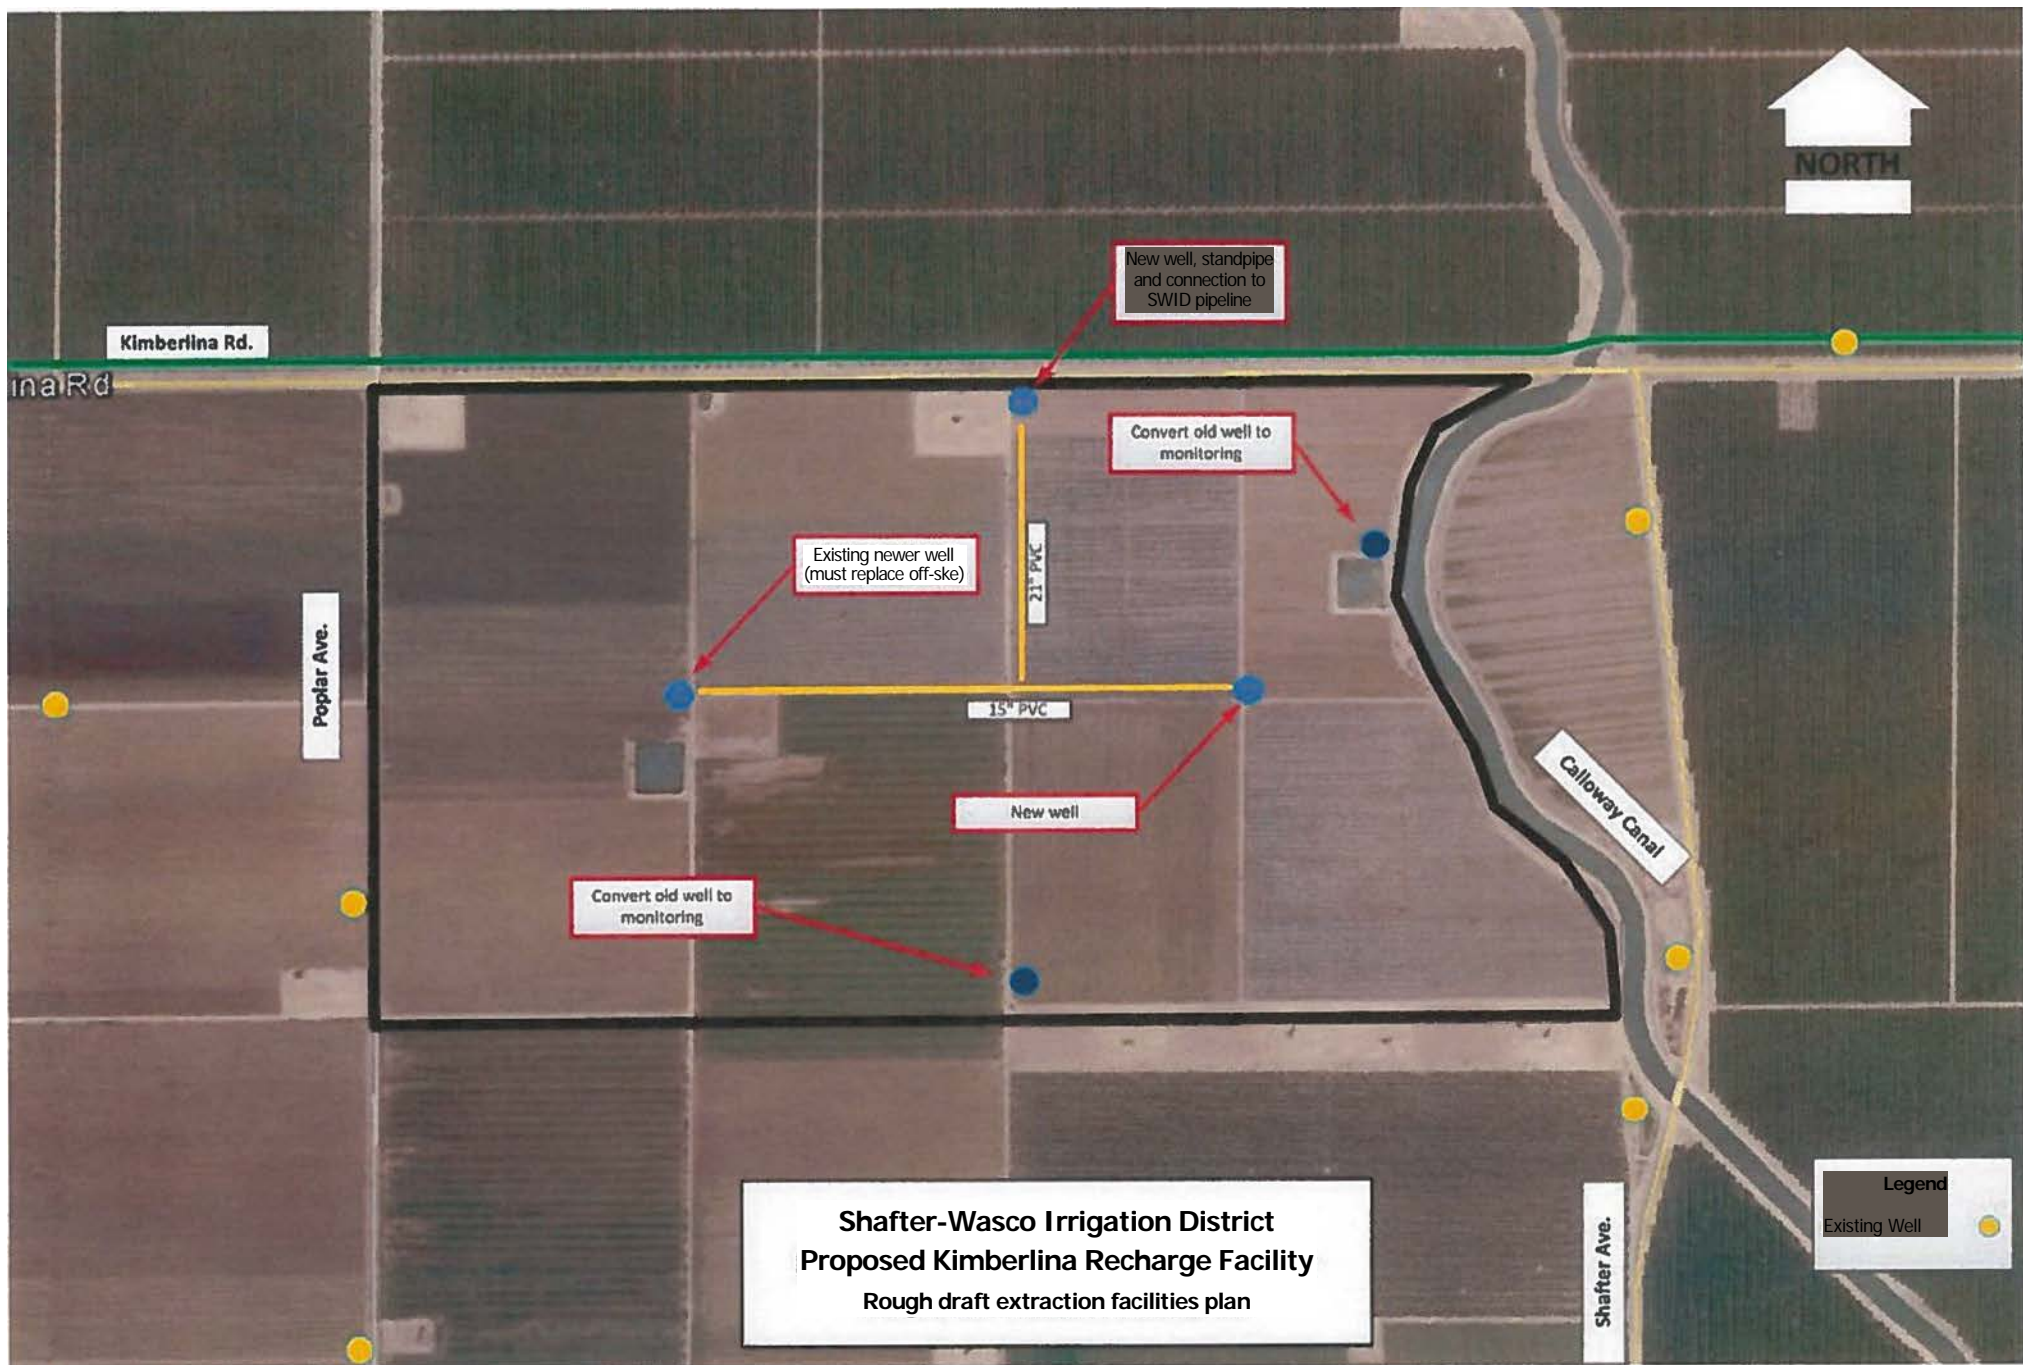 NORTH
New well, standpipe
and connection to
SWID pipeline
Kimberlina Rd.
ina Rd
Convert old well to
monitoring
Existing newer well
(must replace off-ske)
21" PVC
Poplar Ave.
15" PVC
New well
Calloway Canal
Convert old well to
monitoring
Legend
Existing Well
Shafter-Wasco Irrigation District
Proposed Kimberlina Recharge Facility
Rough draft extraction facilities plan
Shafter Ave.